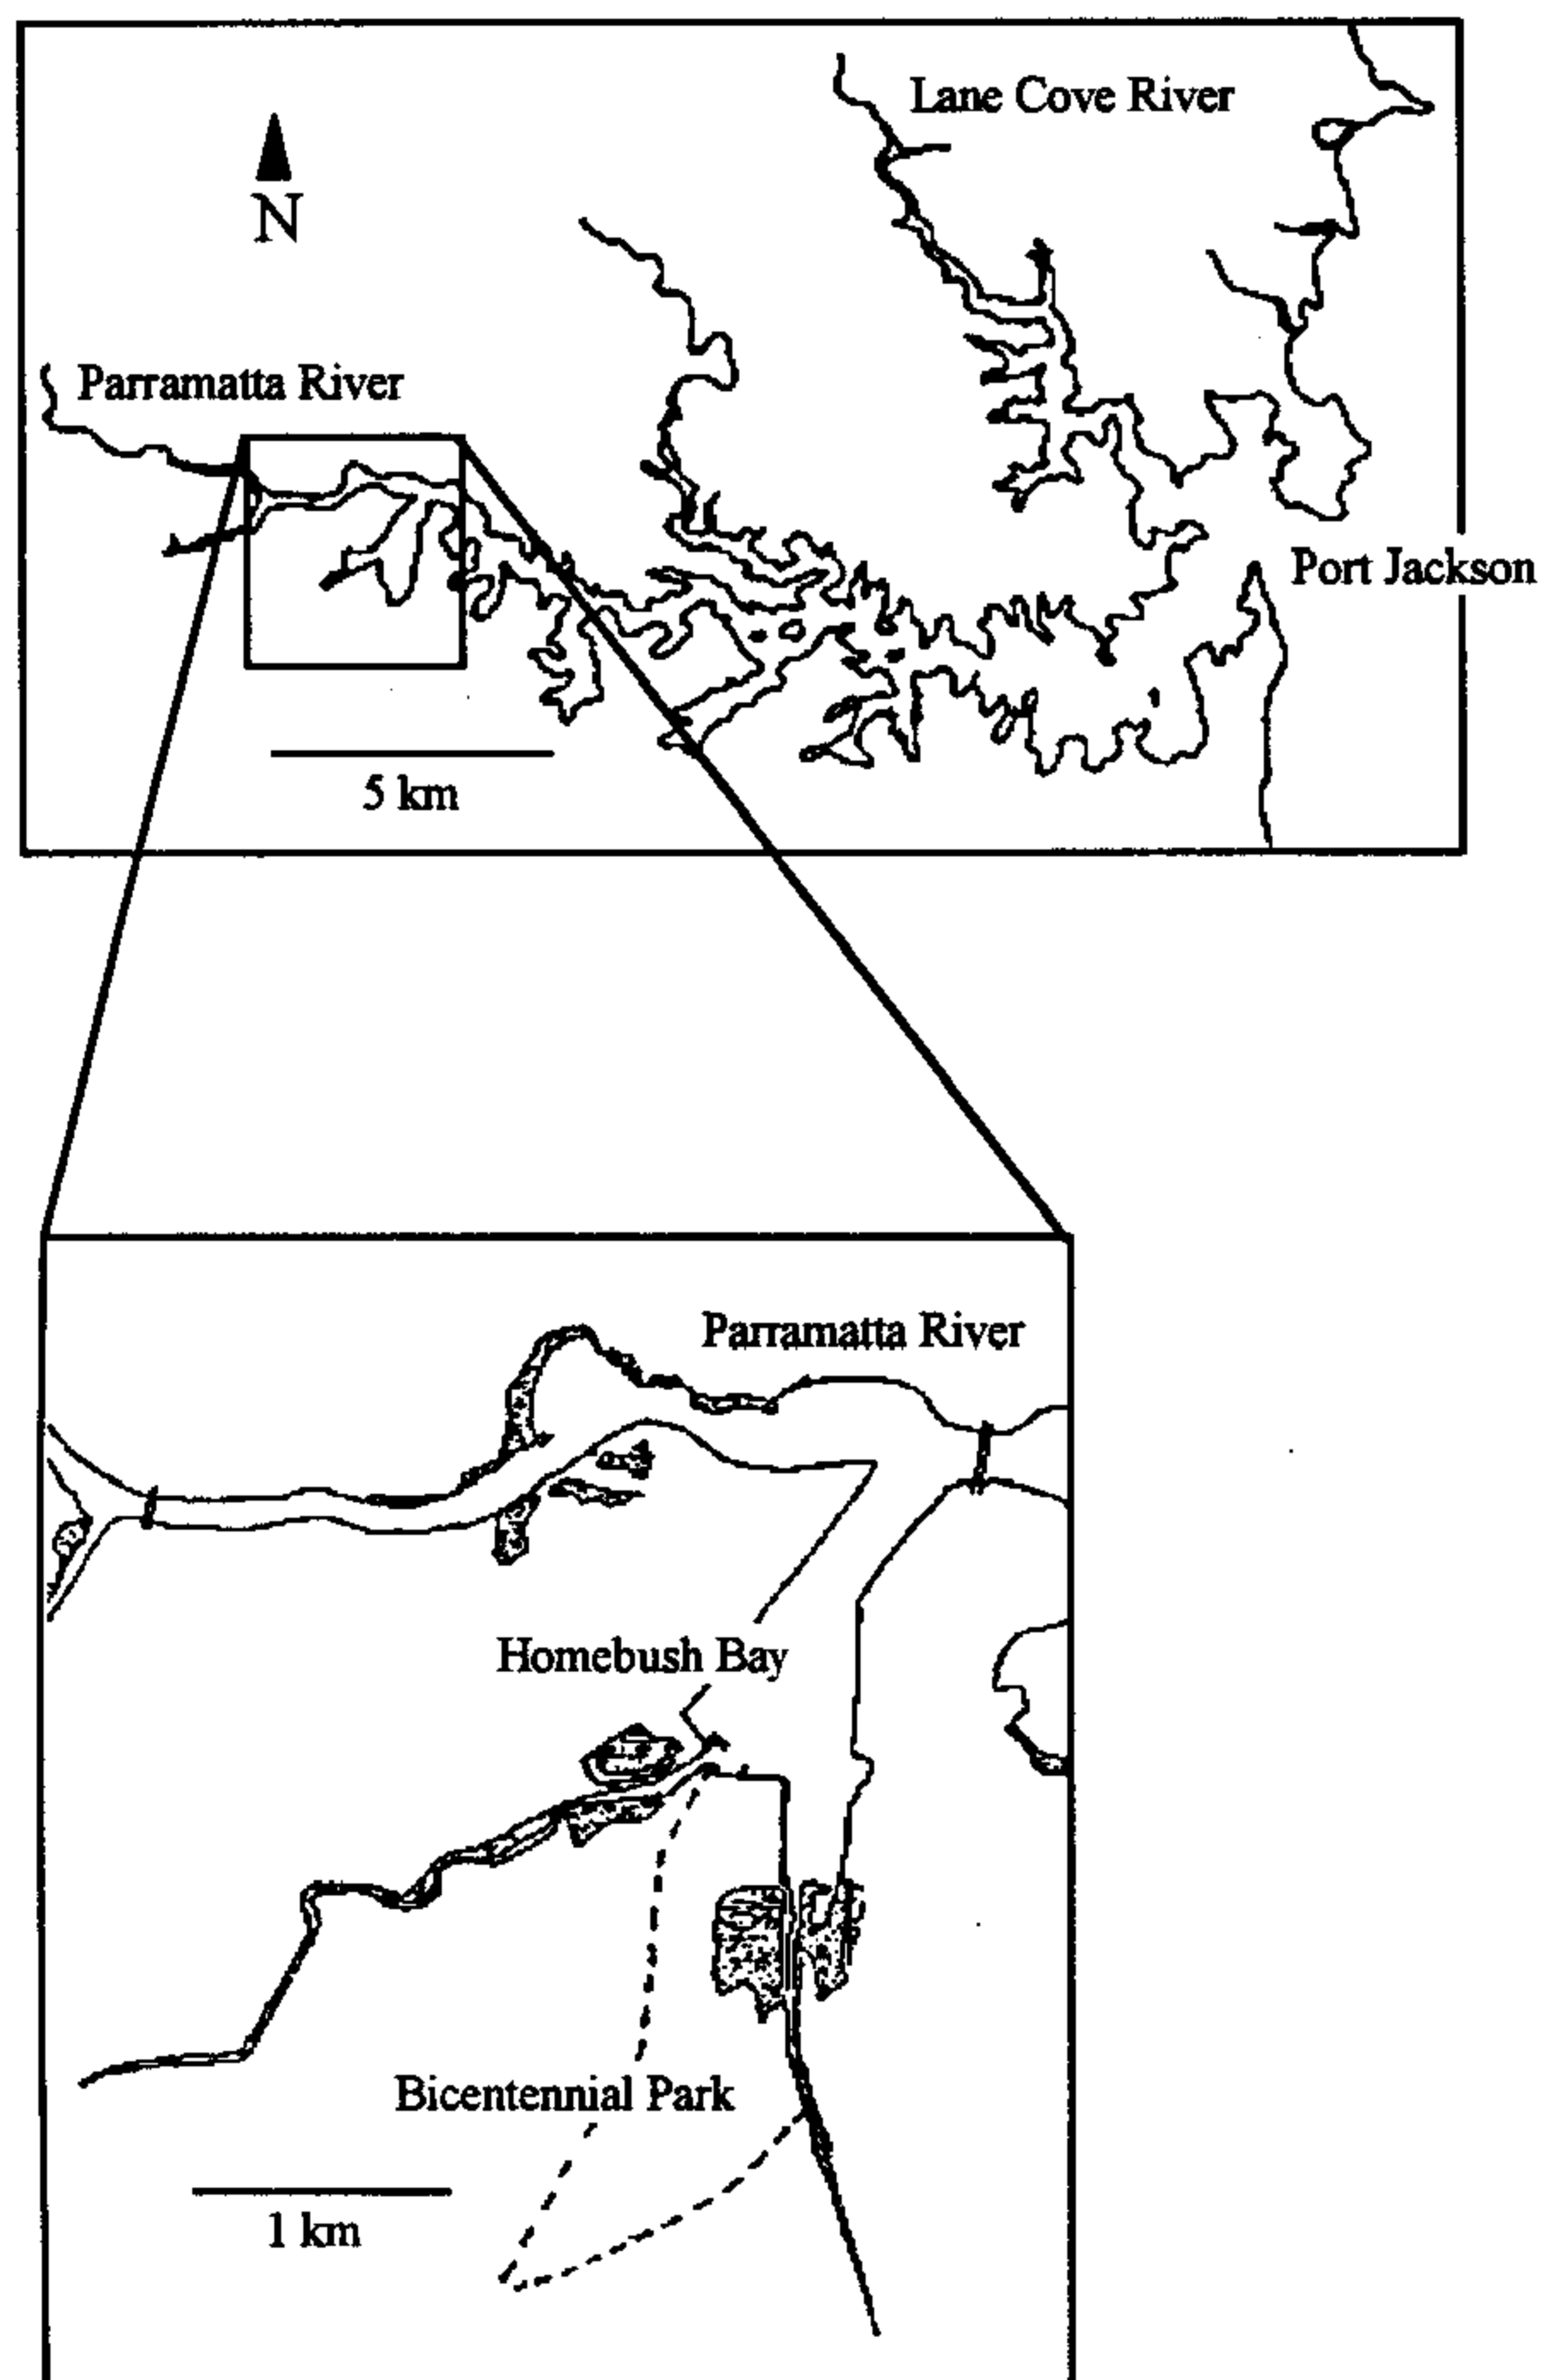 Lane Cove River
N
Parramatta River
Port Jackson
5 km
Parramatta River
Homebush Bay
Bicentennial Park
1 km